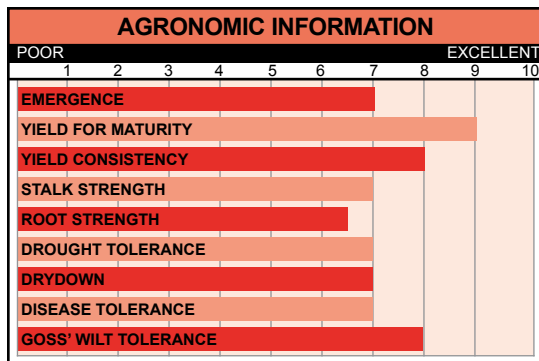 AGRONOMIC INFORMATION
POOR EXCELLENT
1 2 3 4 5 6 7 8 9 10
EMERGENCE
YIELD FOR MATURITY
YIELD CONSISTENCY
STALK STRENGTH
ROOT STRENGTH
DROUGHT TOLERANCE
DRYDOWN
DISEASE TOLERANCE
GOSS’ WILT TOLERANCE